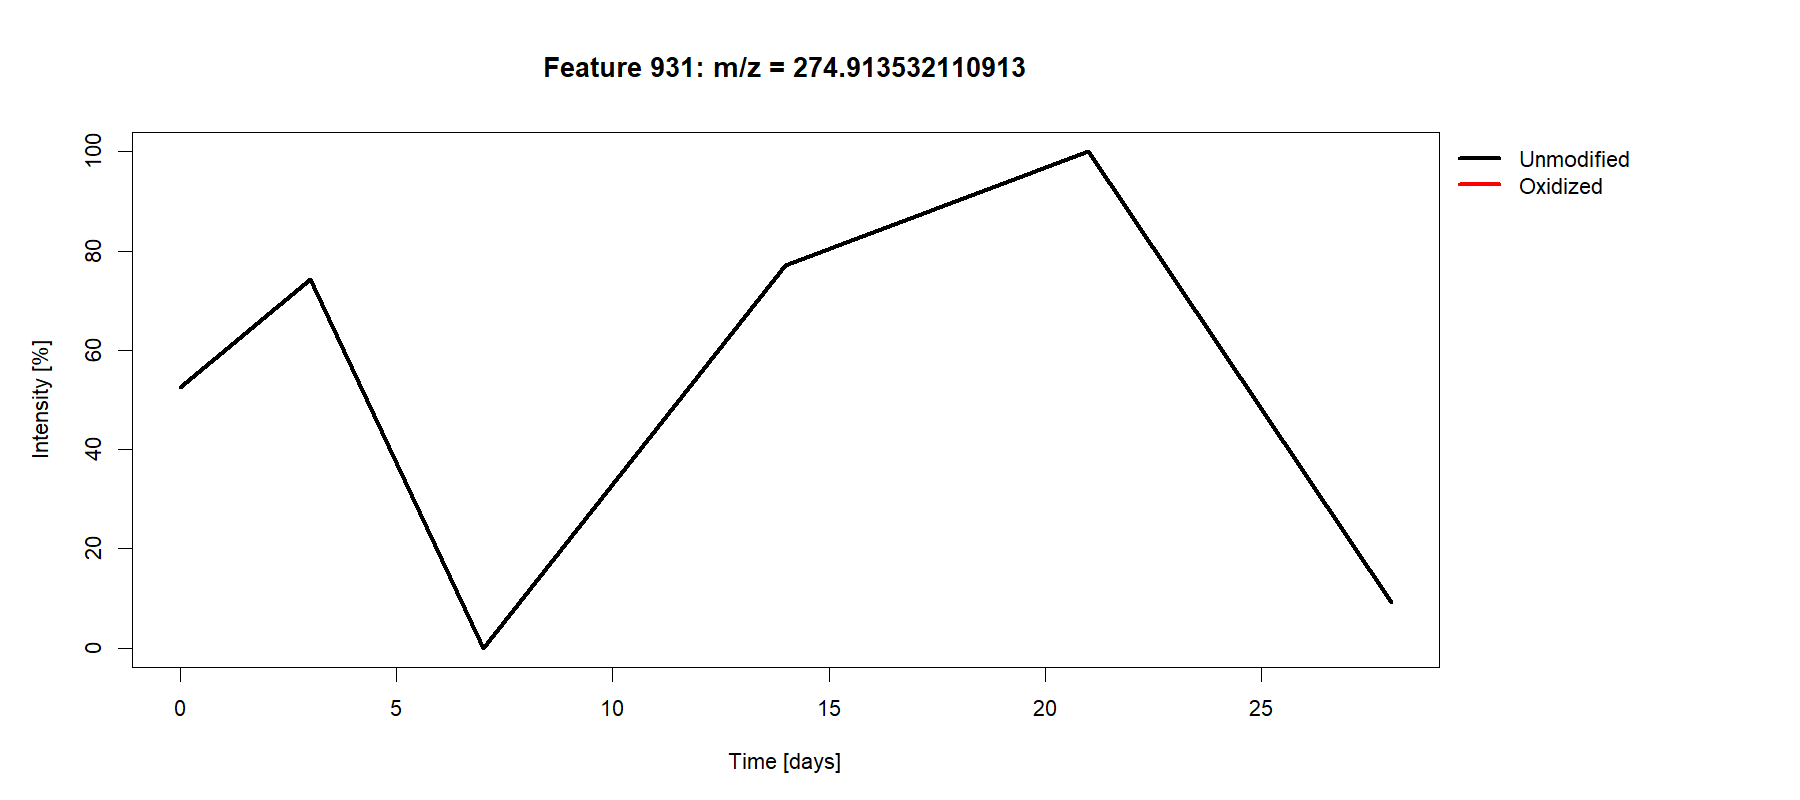 Feature 931: m/z = 274.913532110913
Unmodified
Oxidized
Intensity [%]
100
80
60
40
20
0
0 5 10 15 20 25
Time [days]